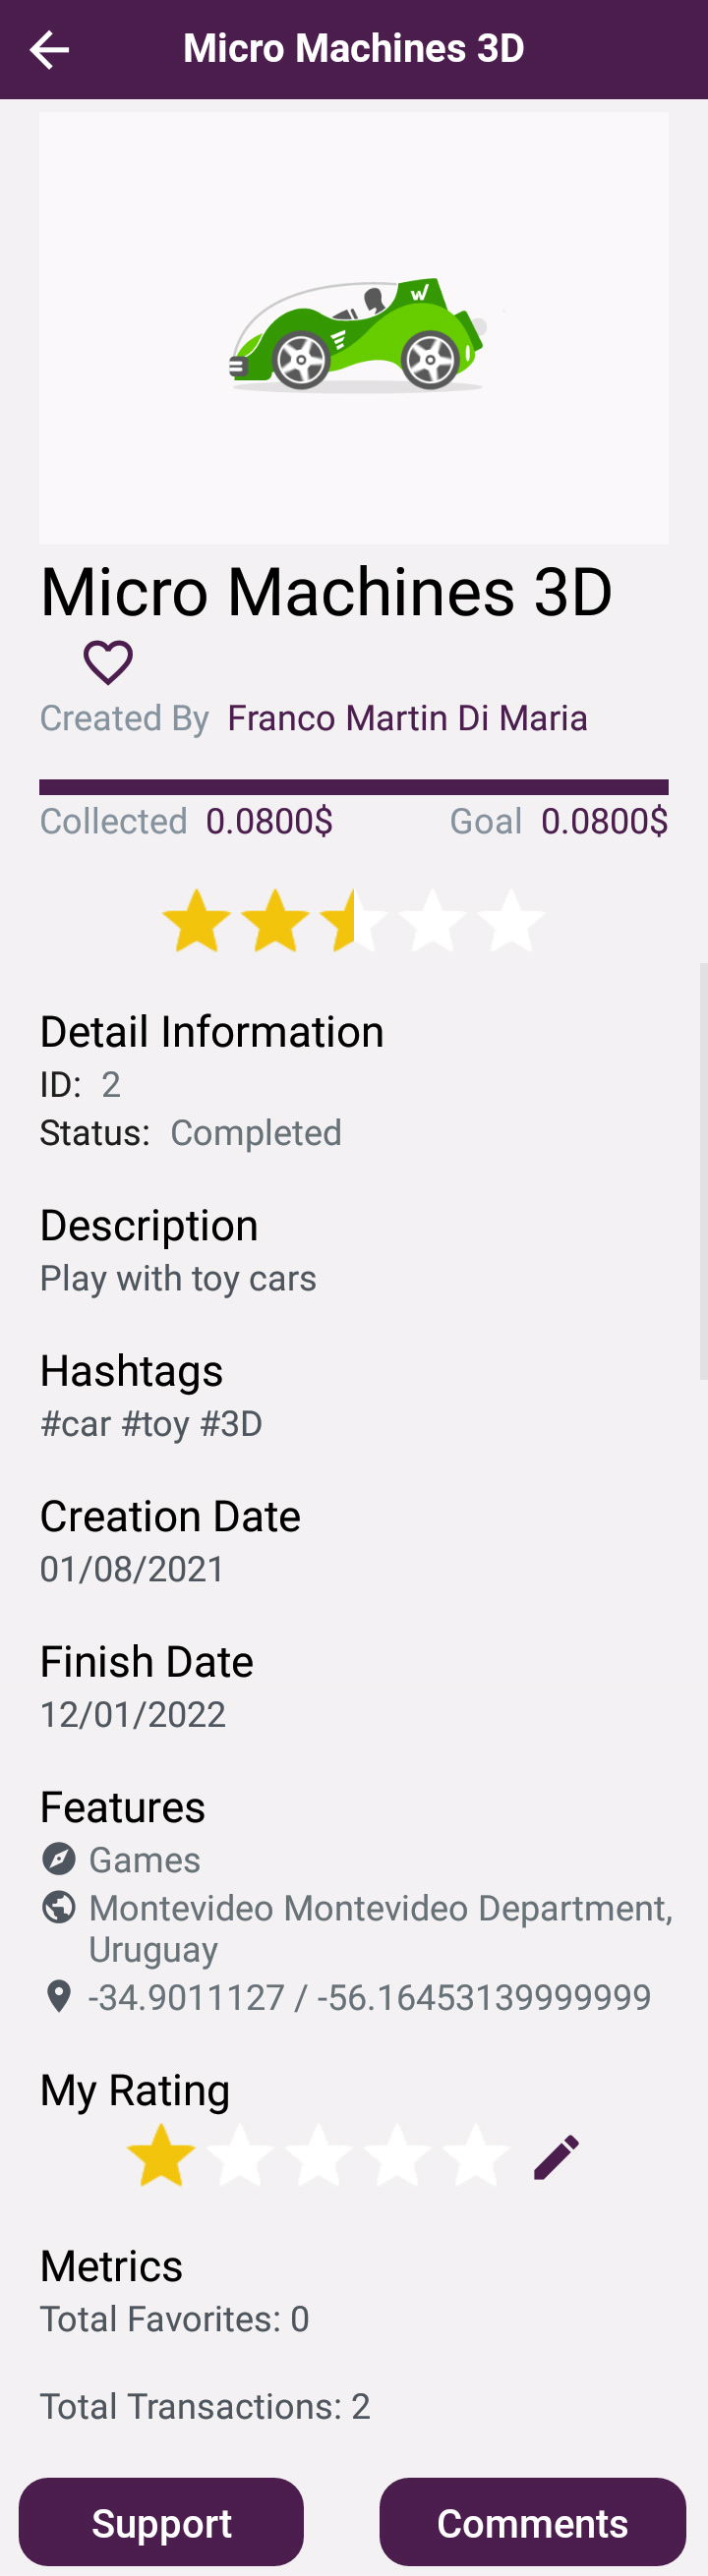 Micro Machines 3D
W
Micro Machines 3D
Created By Franco Martin Di Maria
Collected 0.0800$ Goal 0.0800$
Detail Information
ID: 2
Status: Completed
Description
Play with toy cars
Hashtags
#car #toy #3D
Creation Date
01/08/2021
Finish Date
12/01/2022
Features
Games
Montevideo Montevideo Department,
Uruguay
-34.9011127 / -56.16453139999999
My Rating
Metrics
Total Favorites: 0
Total Transactions: 2
Support Comments